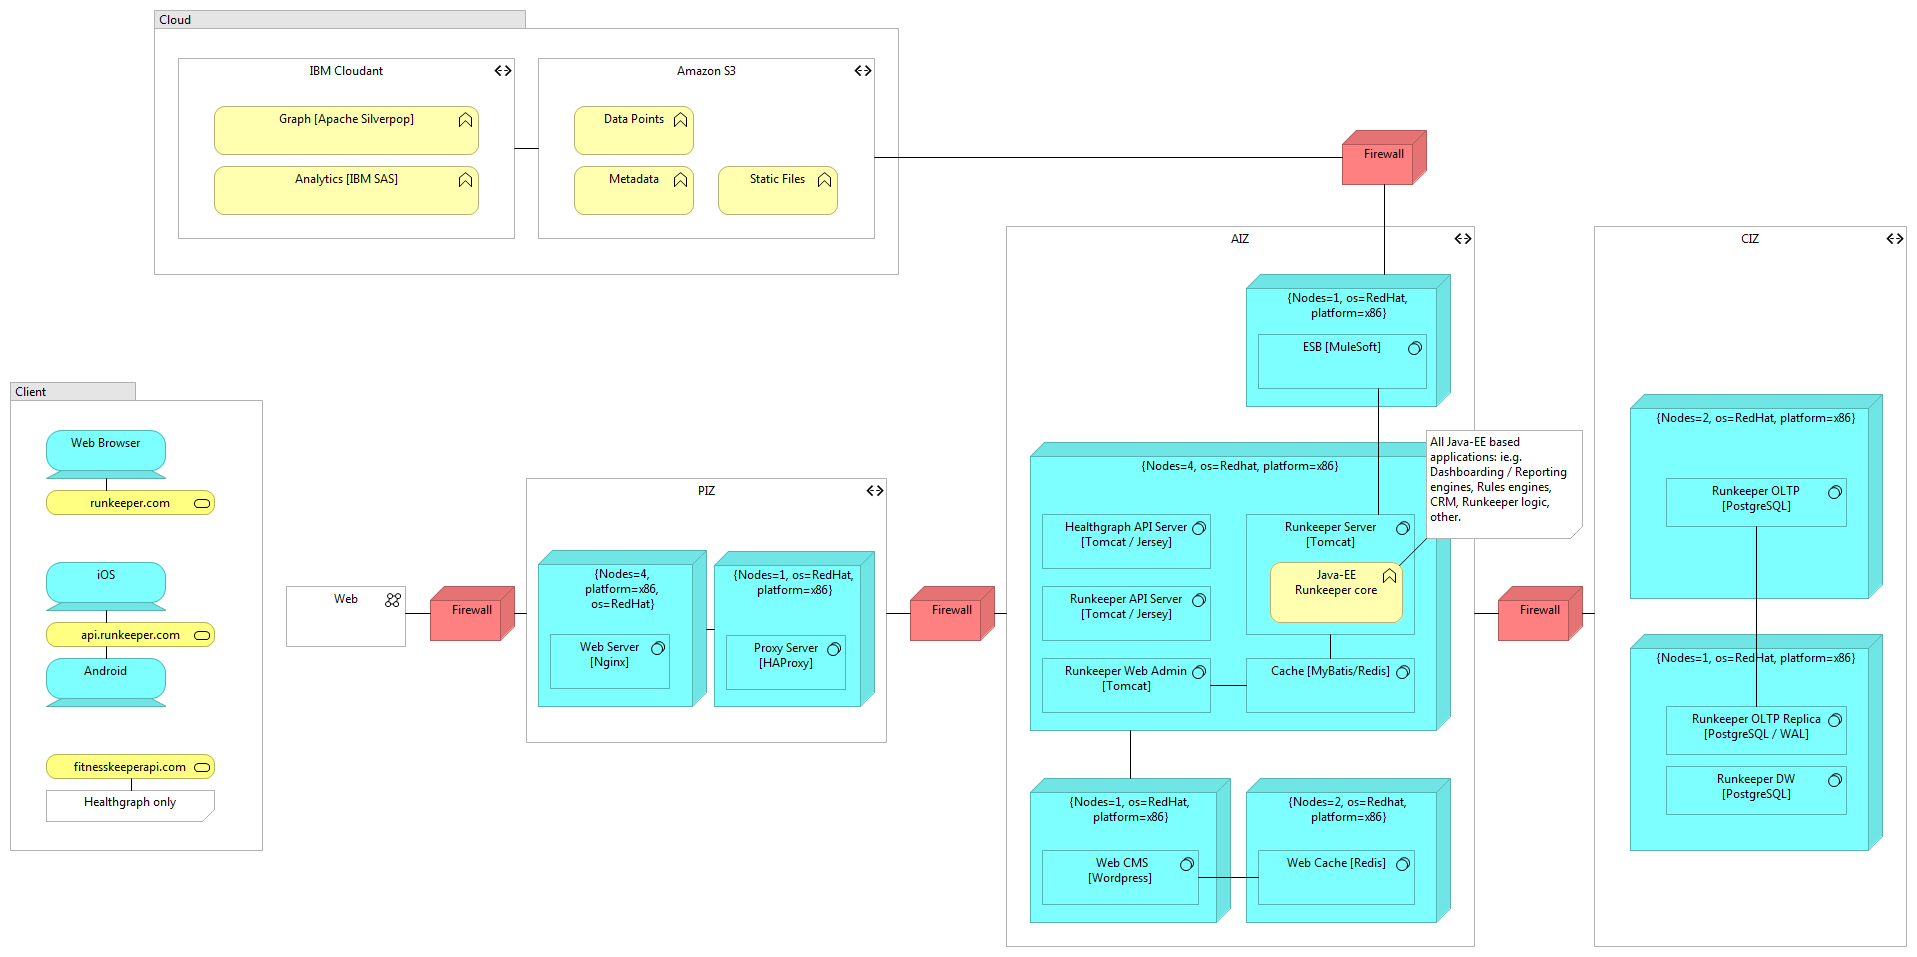 Cloud
IBM Cloudant
Graph [Apache Silverpop]
Analytics [IBM SAS]
Amazon S3
Data Points
Metadata
Static Files
Firewall
Client
Web Browser
runkeeper.com
iOS
api.runkeeper.com
Android
fitnesskeeperapi.com
Healthgraph only
Web
Firewall
PIZ
{Nodes=4,
platform=x86,
os=RedHat}
Web Server
[Nginx]
{Nodes=1, os=RedHat,
platform=x86}
Proxy Server
[HAProxy]
Firewall
AIZ
{Nodes=1, os=RedHat,
platform=x86}
ESB [MuleSoft]
{Nodes=4, os=Redhat, platform=x86}
Healthgraph API Server
[Tomcat / Jersey]
Runkeeper API Server
[Tomcat / Jersey]
Runkeeper Web Admin
[Tomcat]
Runkeeper Server
[Tomcat]
Java-EE
Runkeeper core
Cache [MyBatis/Redis]
All Java-EE based
applications: ie.g.
Dashboarding / Reporting
engines, Rules engines,
CRM, Runkeeper logic,
other.
{Nodes=1, os=RedHat,
platform=x86}
Web CMS
[Wordpress]
{Nodes=2, os=Redhat,
platform=x86}
Web Cache [Redis]
Firewall
CIZ
{Nodes=2, os=RedHat, platform=x86}
Runkeeper OLTP
[PostgreSQL]
{Nodes=1, os=RedHat, platform=x86}
Runkeeper OLTP Replica
[PostgreSQL / WAL]
Runkeeper DW
[PostgreSQL]